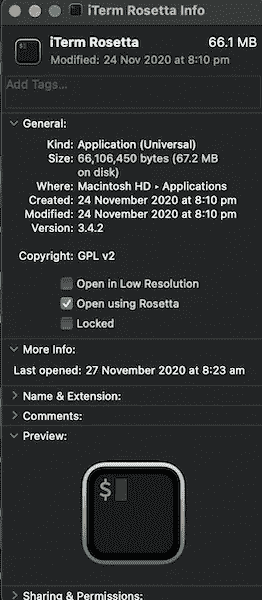 iTerm Rosetta Info
iTerm Rosetta 66.1 MB
Modified: 24 Nov 2020 at 8:10 pm
Add Tags...
General:
Kind: Application (Universal)
Size: 66,106,450 bytes (67.2 MB
on disk)
Where: Macintosh HD ▸ Applications
Created: 24 November 2020 at 8:10 pm
Modified: 24 November 2020 at 8:10 pm
Version: 3.4.2
Copyright: GPL v2
Open in Low Resolution
Open using Rosetta
Locked
More Info:
Last opened: 27 November 2020 at 8:23 am
Name & Extension:
Comments:
Preview:
$
Sharing & Permissions: